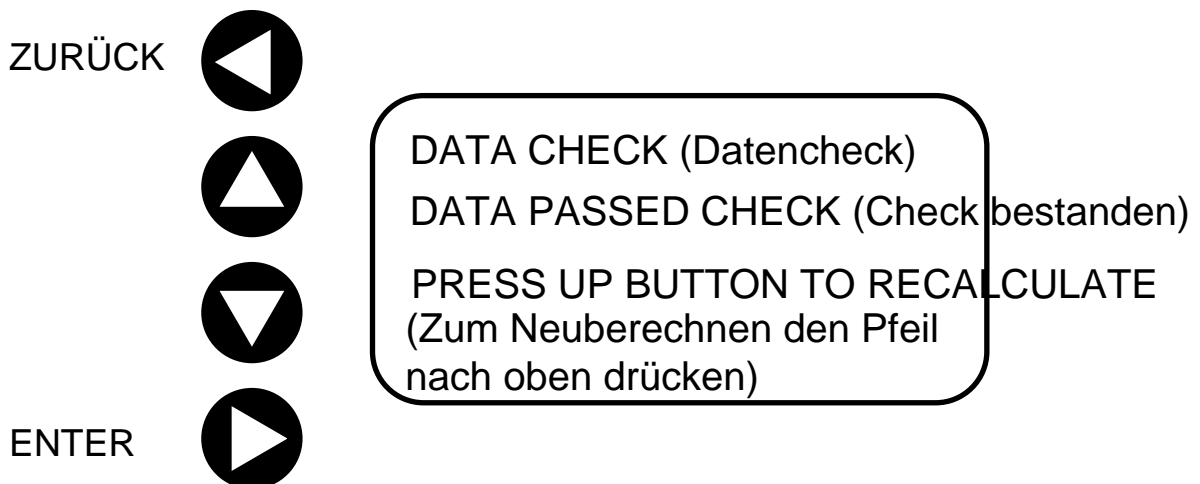 ZURÜCK
DATA CHECK (Datencheck)
DATA PASSED CHECK (Check bestanden)
PRESS UP BUTTON TO RECALCULATE
(Zum Neuberechnen den Pfeil
nach oben drücken)
ENTER